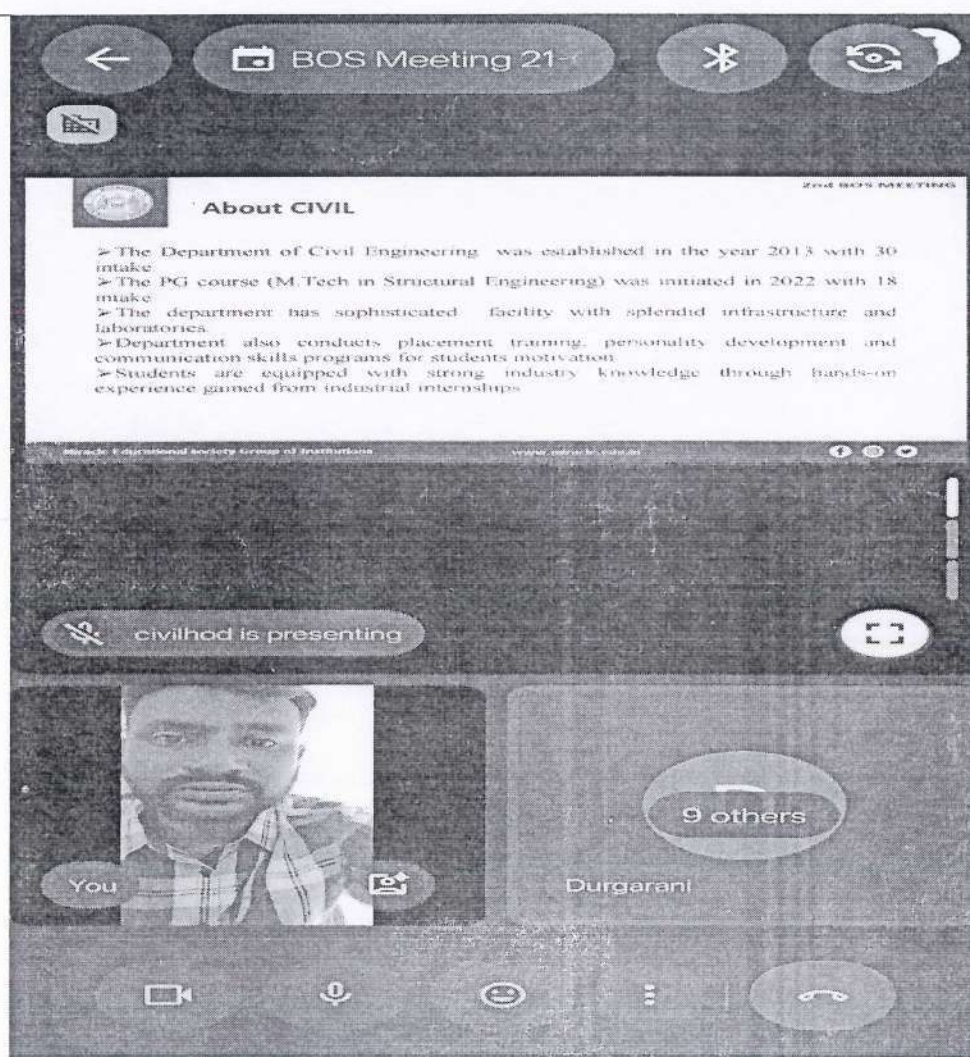 BOS Meeting 21-
2nd BOS MEETING
About CIVIL
➢The Department of Civil Engineering was established in the year 2013 with 30
intake
➢The PG course (M.Tech in Structural Engineering) was initiated in 2022 with 18
intake
➢The department has sophisticated facility with splendid infrastructure and
laboratories.
➢Department also conducts placement training, personality development and
communication skills programs for students motivation
➢Students are equipped with strong industry knowledge through hands-on
experience gained from industrial internships
Miracle Educational Society Group of Institutions www.miracle.edu.in
civilhod is presenting
9 others
You
Durgarani